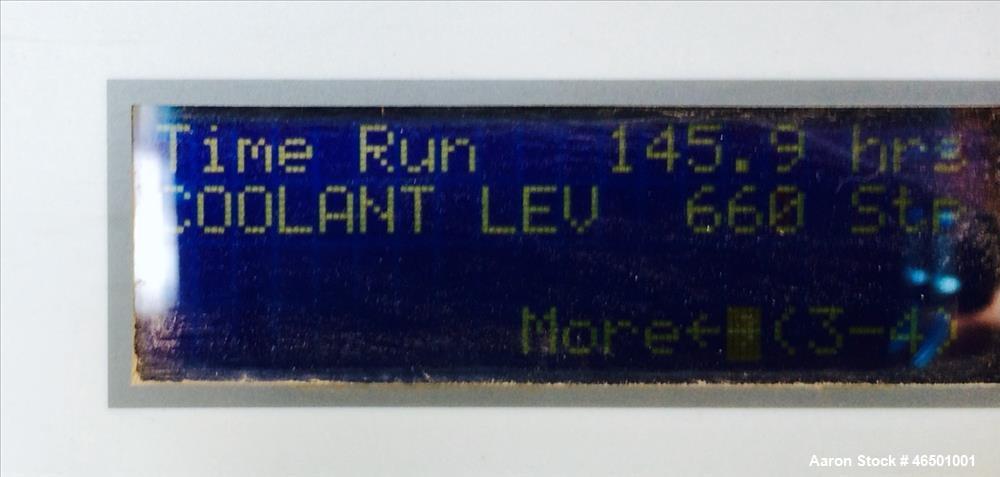 Time Run 145.9 hrs
COOLANT LEV 660 Stp
More←→(3-4)
Aaron Stock # 46501001